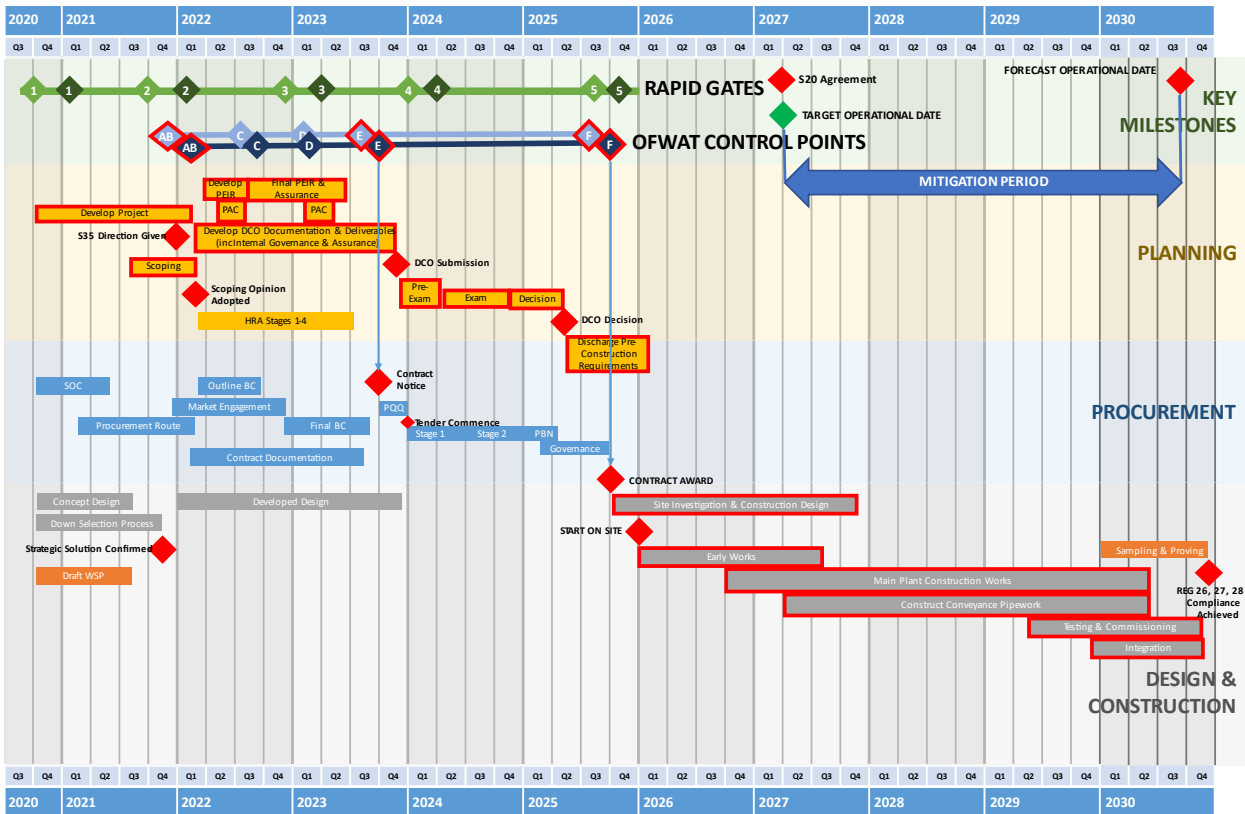 2020 2021 2022 2023 2024 2025 2026 2027 2028 2029 2030
Q3 Q4 Q1 Q2 Q3 Q4 Q1 Q2 Q3 Q4 Q1 Q2 Q3 Q4 Q1 Q2 Q3 Q4 Q1 Q2 Q3 Q4 Q1 Q2 Q3 Q4 Q1 Q2 Q3 Q4 Q1 Q2 Q3 Q4 Q1 Q2 Q3 Q4 Q1 Q2 Q3 Q4
1 1 2 2 3 3 4 4 5 5
RAPID GATES
S20 Agreement
FORECAST OPERATIONAL DATE
TARGET OPERATIONAL DATE
KEY
MILESTONES
AB C D E F
AB C D E F
OFWAT CONTROL POINTS
MITIGATION PERIOD
Develop
PEIR
Final PEIR &
Assurance
Develop Project
PAC
PAC
S35 Direction Given
Develop DCO Documentation & Deliverables
(incInternal Governance & Assurance)
PLANNING
Scoping
DCO Submission
Scoping Opinion
Adopted
Pre-
Exam
Exam
Decision
HRA Stages 1-4
DCO Decision
Discharge Pre-
Construction
Requirements
SOC
Outline BC
Contract
Notice
Market Engagement
PQQ
PROCUREMENT
Procurement Route
Final BC
Tender Commence
Stage 1
Stage 2
PBN
Governance
Contract Documentation
CONTRACT AWARD
Concept Design
Developed Design
Site Investigation & Construction Design
Down Selection Process
START ON SITE
Strategic Solution Confirmed
Early Works
Sampling & Proving
Draft WSP
Main Plant Construction Works
REG 26, 27, 28
Compliance
Achieved
Construct Conveyance Pipework
Testing & Commissioning
Integration
DESIGN &
CONSTRUCTION
Q3 Q4 Q1 Q2 Q3 Q4 Q1 Q2 Q3 Q4 Q1 Q2 Q3 Q4 Q1 Q2 Q3 Q4 Q1 Q2 Q3 Q4 Q1 Q2 Q3 Q4 Q1 Q2 Q3 Q4 Q1 Q2 Q3 Q4 Q1 Q2 Q3 Q4 Q1 Q2 Q3 Q4
2020 2021 2022 2023 2024 2025 2026 2027 2028 2029 2030